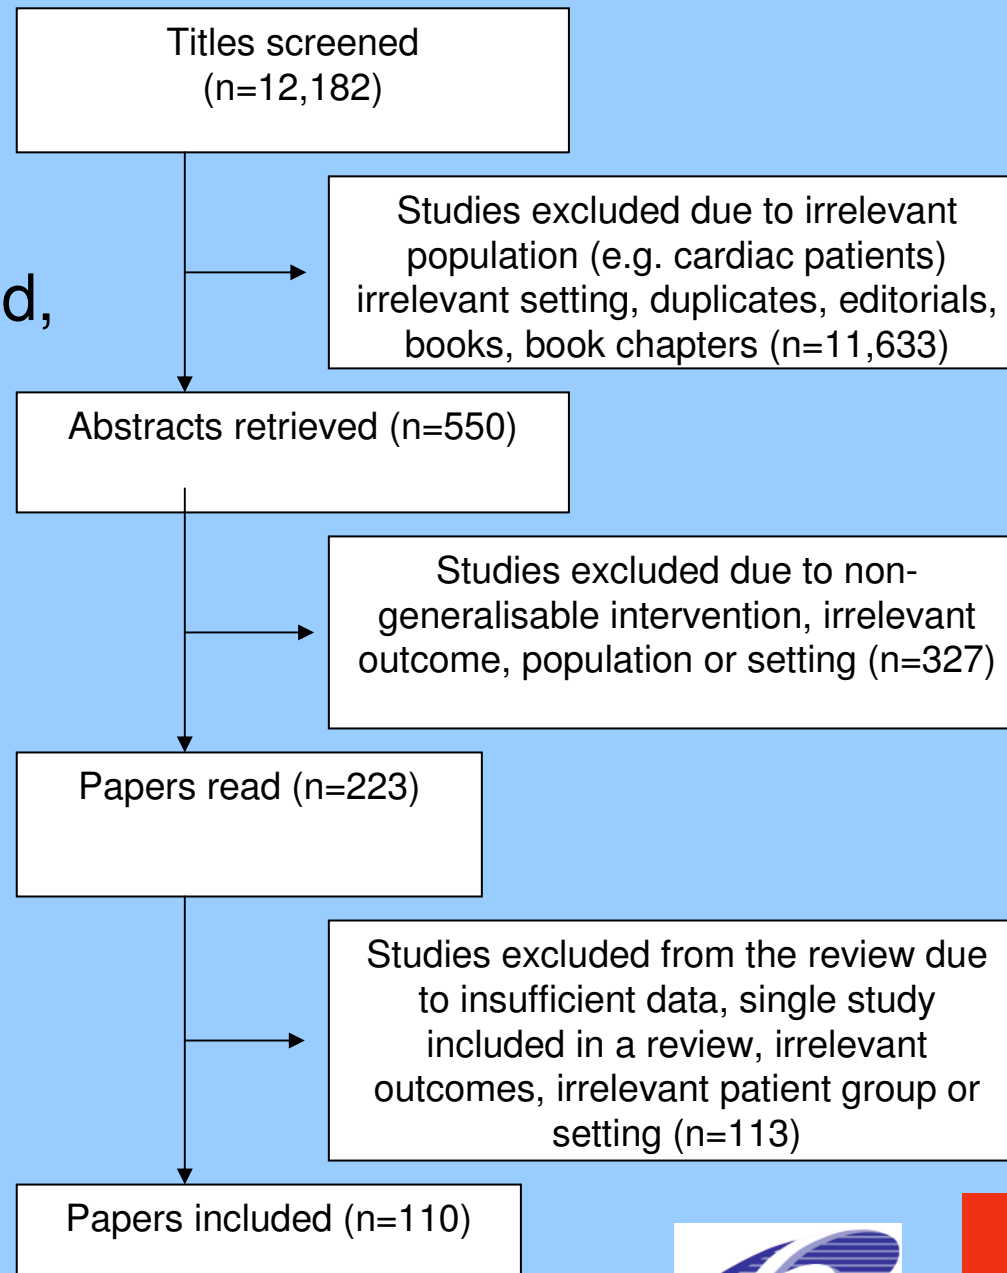 Titles screened
(n=12,182)
Studies excluded due to irrelevant
population (e.g. cardiac patients)
irrelevant setting, duplicates, editorials,
books, book chapters (n=11,633)
d,
Abstracts retrieved (n=550)
Studies excluded due to non-
generalisable intervention, irrelevant
outcome, population or setting (n=327)
Papers read (n=223)
Studies excluded from the review due
to insufficient data, single study
included in a review, irrelevant
outcomes, irrelevant patient group or
setting (n=113)
Papers included (n=110)